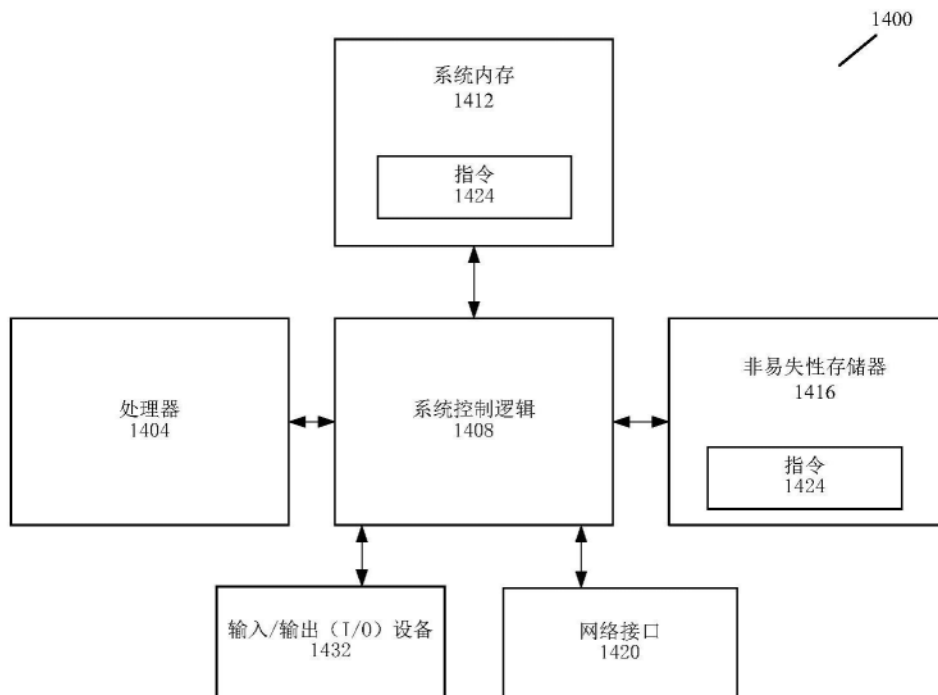 1400
系统内存
1412
指令
1424
处理器
1404
系统控制逻辑
1408
非易失性存储器
1416
指令
1424
输入/输出（I/O）设备
1432
网络接口
1420